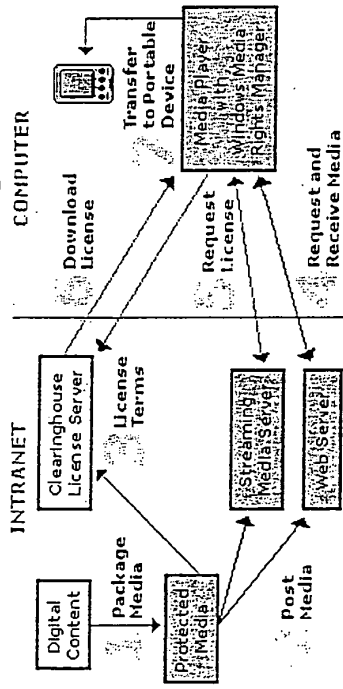 INTRANET
COMPUTER
Digital
Content
Package
Media
Protected
Media
Post
Media
Clearinghouse
License Server
3 License
Terms
Streaming
Media Server
Web Server
Download
License
Request
License
Request and
Receive Media
7 Transfer
to Portable
Device
Media Player
with
Windows Media
Rights Manager